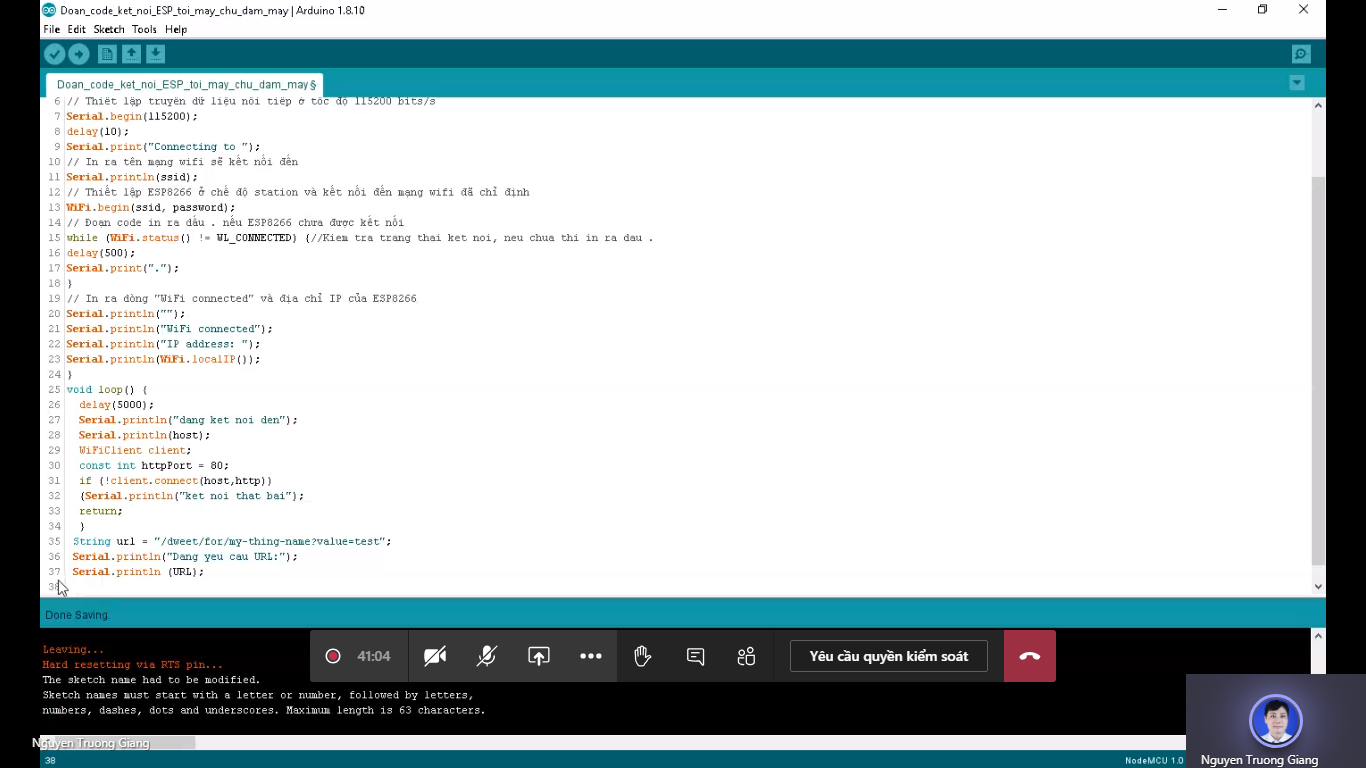 Doan_code_ket_noi_ESP_toi_may_chu_dam_may | Arduino 1.8.10
File Edit Sketch Tools Help
Doan_code_ket_noi_ESP_toi_may_chu_dam_may§
6 // Thiết lập truyền dữ liệu nối tiếp ở tốc độ 115200 bits/s
7 Serial.begin(115200);
8 delay(10);
9 Serial.print("Connecting to ");
10 // In ra tên mạng wifi sẽ kết nối đến
11 Serial.println(ssid);
12 // Thiết lập ESP8266 ở chế độ station và kết nối đến mạng wifi đã chỉ định
13 WiFi.begin(ssid, password);
14 // Đoạn code in ra dấu . nếu ESP8266 chưa được kết nối
15 while (WiFi.status() != WL_CONNECTED) {//Kiem tra trang thai ket noi, neu chua thi in ra dau .
16 delay(500);
17 Serial.print(".");
18 }
19 // In ra dòng "WiFi connected" và địa chỉ IP của ESP8266
20 Serial.println("");
21 Serial.println("WiFi connected");
22 Serial.println("IP address: ");
23 Serial.println(WiFi.localIP());
24 }
25 void loop() {
26 delay(5000);
27 Serial.println("dang ket noi den");
28 Serial.println(host);
29 WiFiClient client;
30 const int httpPort = 80;
31 if (!client.connect(host,http))
32 {Serial.println("ket noi that bai");
33 return;
34 }
35 String url = "/dweet/for/my-thing-name?value=test";
36 Serial.println("Dang yeu cau URL:");
37 Serial.println (URL);
38
Done Saving.
Leaving...
Hard resetting via RTS pin...
The sketch name had to be modified.
Sketch names must start with a letter or number, followed by letters,
numbers, dashes, dots and underscores. Maximum length is 63 characters.
41:04
Yêu cầu quyền kiểm soát
Nguyen Truong Giang
38
NodeMCU 1.0
Nguyen Truong Giang